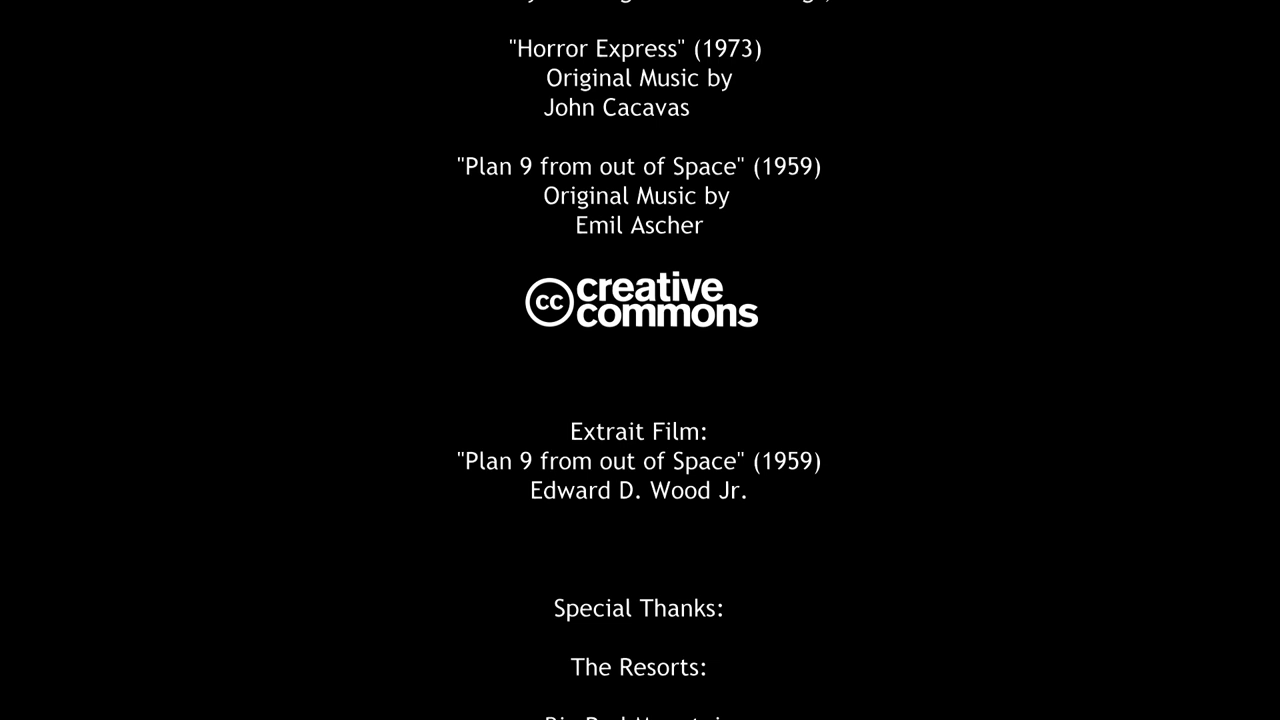 "Horror Express" (1973)
Original Music by
John Cacavas
"Plan 9 from out of Space" (1959)
Original Music by
Emil Ascher
cc creative
commons
Extrait Film:
"Plan 9 from out of Space" (1959)
Edward D. Wood Jr.
Special Thanks:
The Resorts: